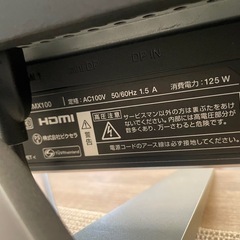 DP IN
MX100 定格：AC100V 50/60Hz 1.5 A 消費電力：125 W
HDMI
高圧注意
サービスマン以外の方は裏ぶたをあけないでください。内部には高電圧部分が数多くあり、万一さわると危険です。
株式会社ピクセラ
電源コードのアース線は必ず接地してください。